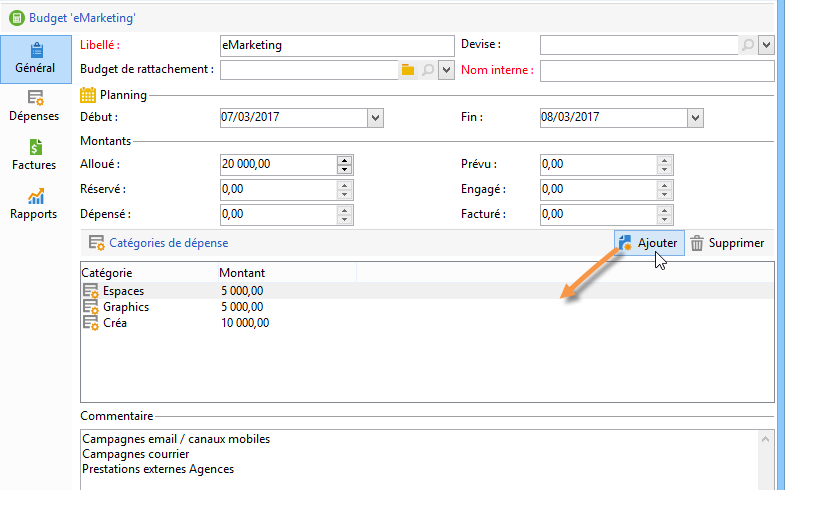 Budget 'eMarketing'
Général
Dépenses
Factures
Rapports
Libellé : eMarketing Devise :
Budget de rattachement : Nom interne :
Planning
Début : 07/03/2017 Fin : 08/03/2017
Montants
Alloué : 20 000,00 Prévu : 0,00
Réservé : 0,00 Engagé : 0,00
Dépensé : 0,00 Facturé : 0,00
Catégories de dépense Ajouter Supprimer
Catégorie Montant
Espaces 5 000,00
Graphics 5 000,00
Créa 10 000,00
Commentaire
Campagnes email / canaux mobiles
Campagnes courrier
Prestations externes Agences